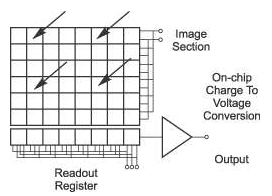 Image
Section
On-chip
Charge To
Voltage
Conversion
Output
Readout
Register